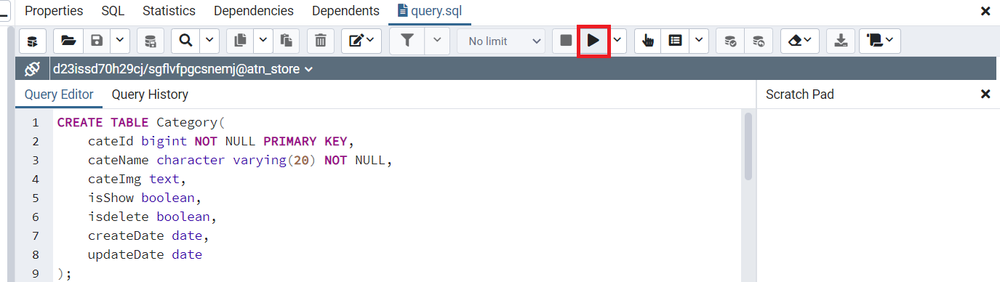 Properties SQL Statistics Dependencies Dependents query.sql
No limit
d23issd70h29cj/sgflvfpgcsnemj@atn_store
Query Editor Query History Scratch Pad
1 CREATE TABLE Category(
2 cateId bigint NOT NULL PRIMARY KEY,
3 cateName character varying(20) NOT NULL,
4 cateImg text,
5 isShow boolean,
6 isdelete boolean,
7 createDate date,
8 updateDate date
9 );